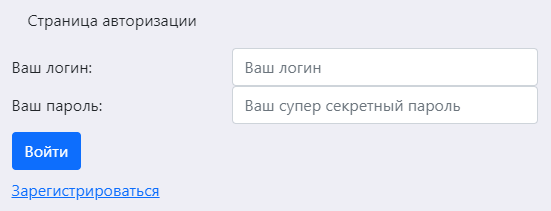 Страница авторизации
Ваш логин: Ваш логин
Ваш пароль: Ваш супер секретный пароль
Войти
Зарегистрироваться